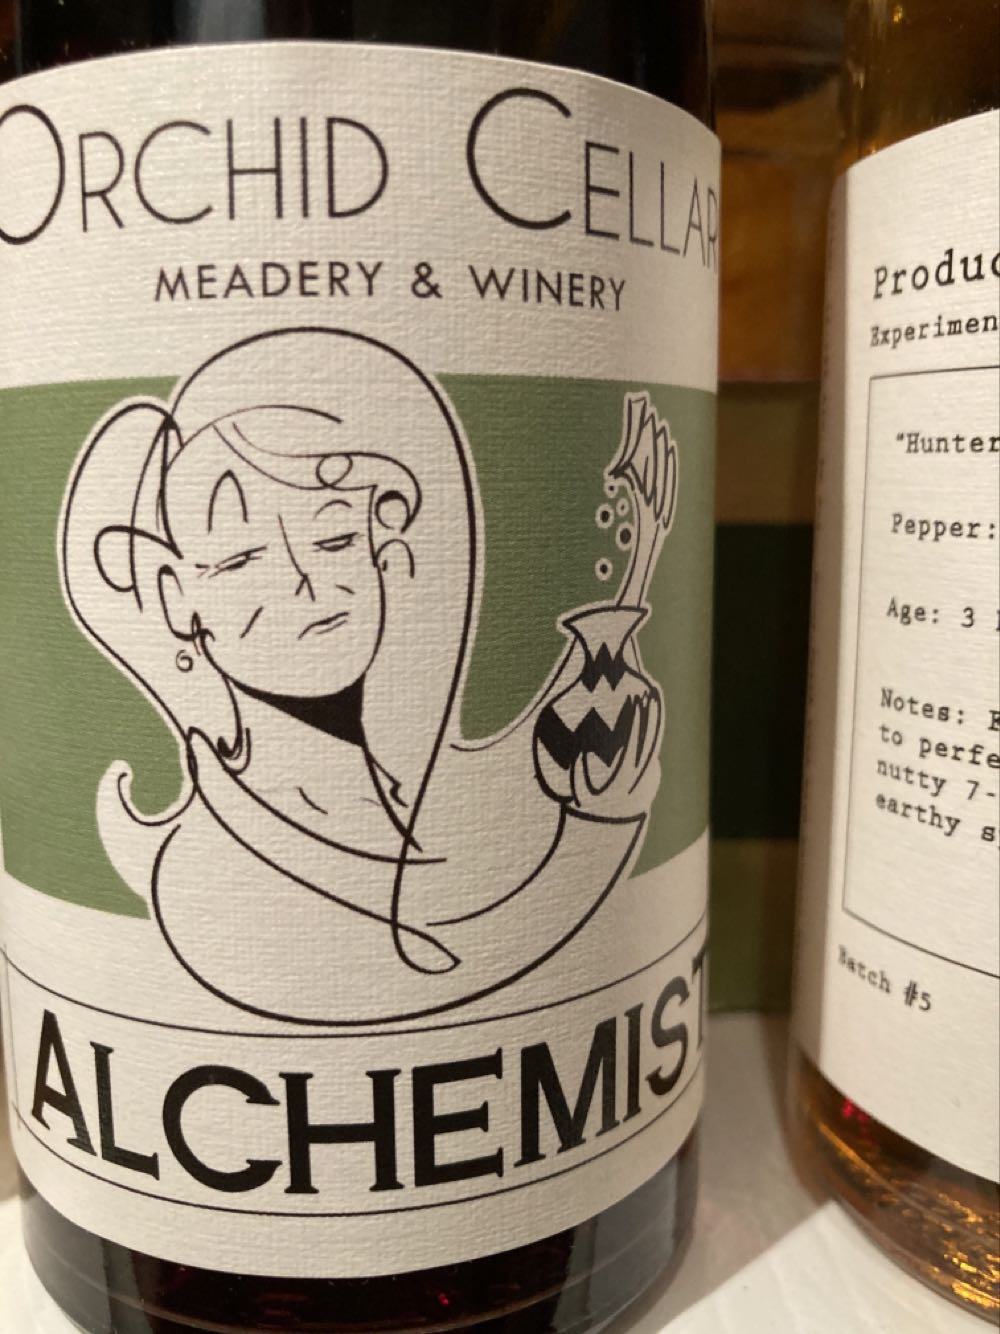 ORCHID CELLAR
MEADERY & WINERY
ALCHEMIST
Produc
Experimen
"Hunter
Pepper:
Age: 3
Notes:
to perfe
nutty 7-
earthy s
Batch #5